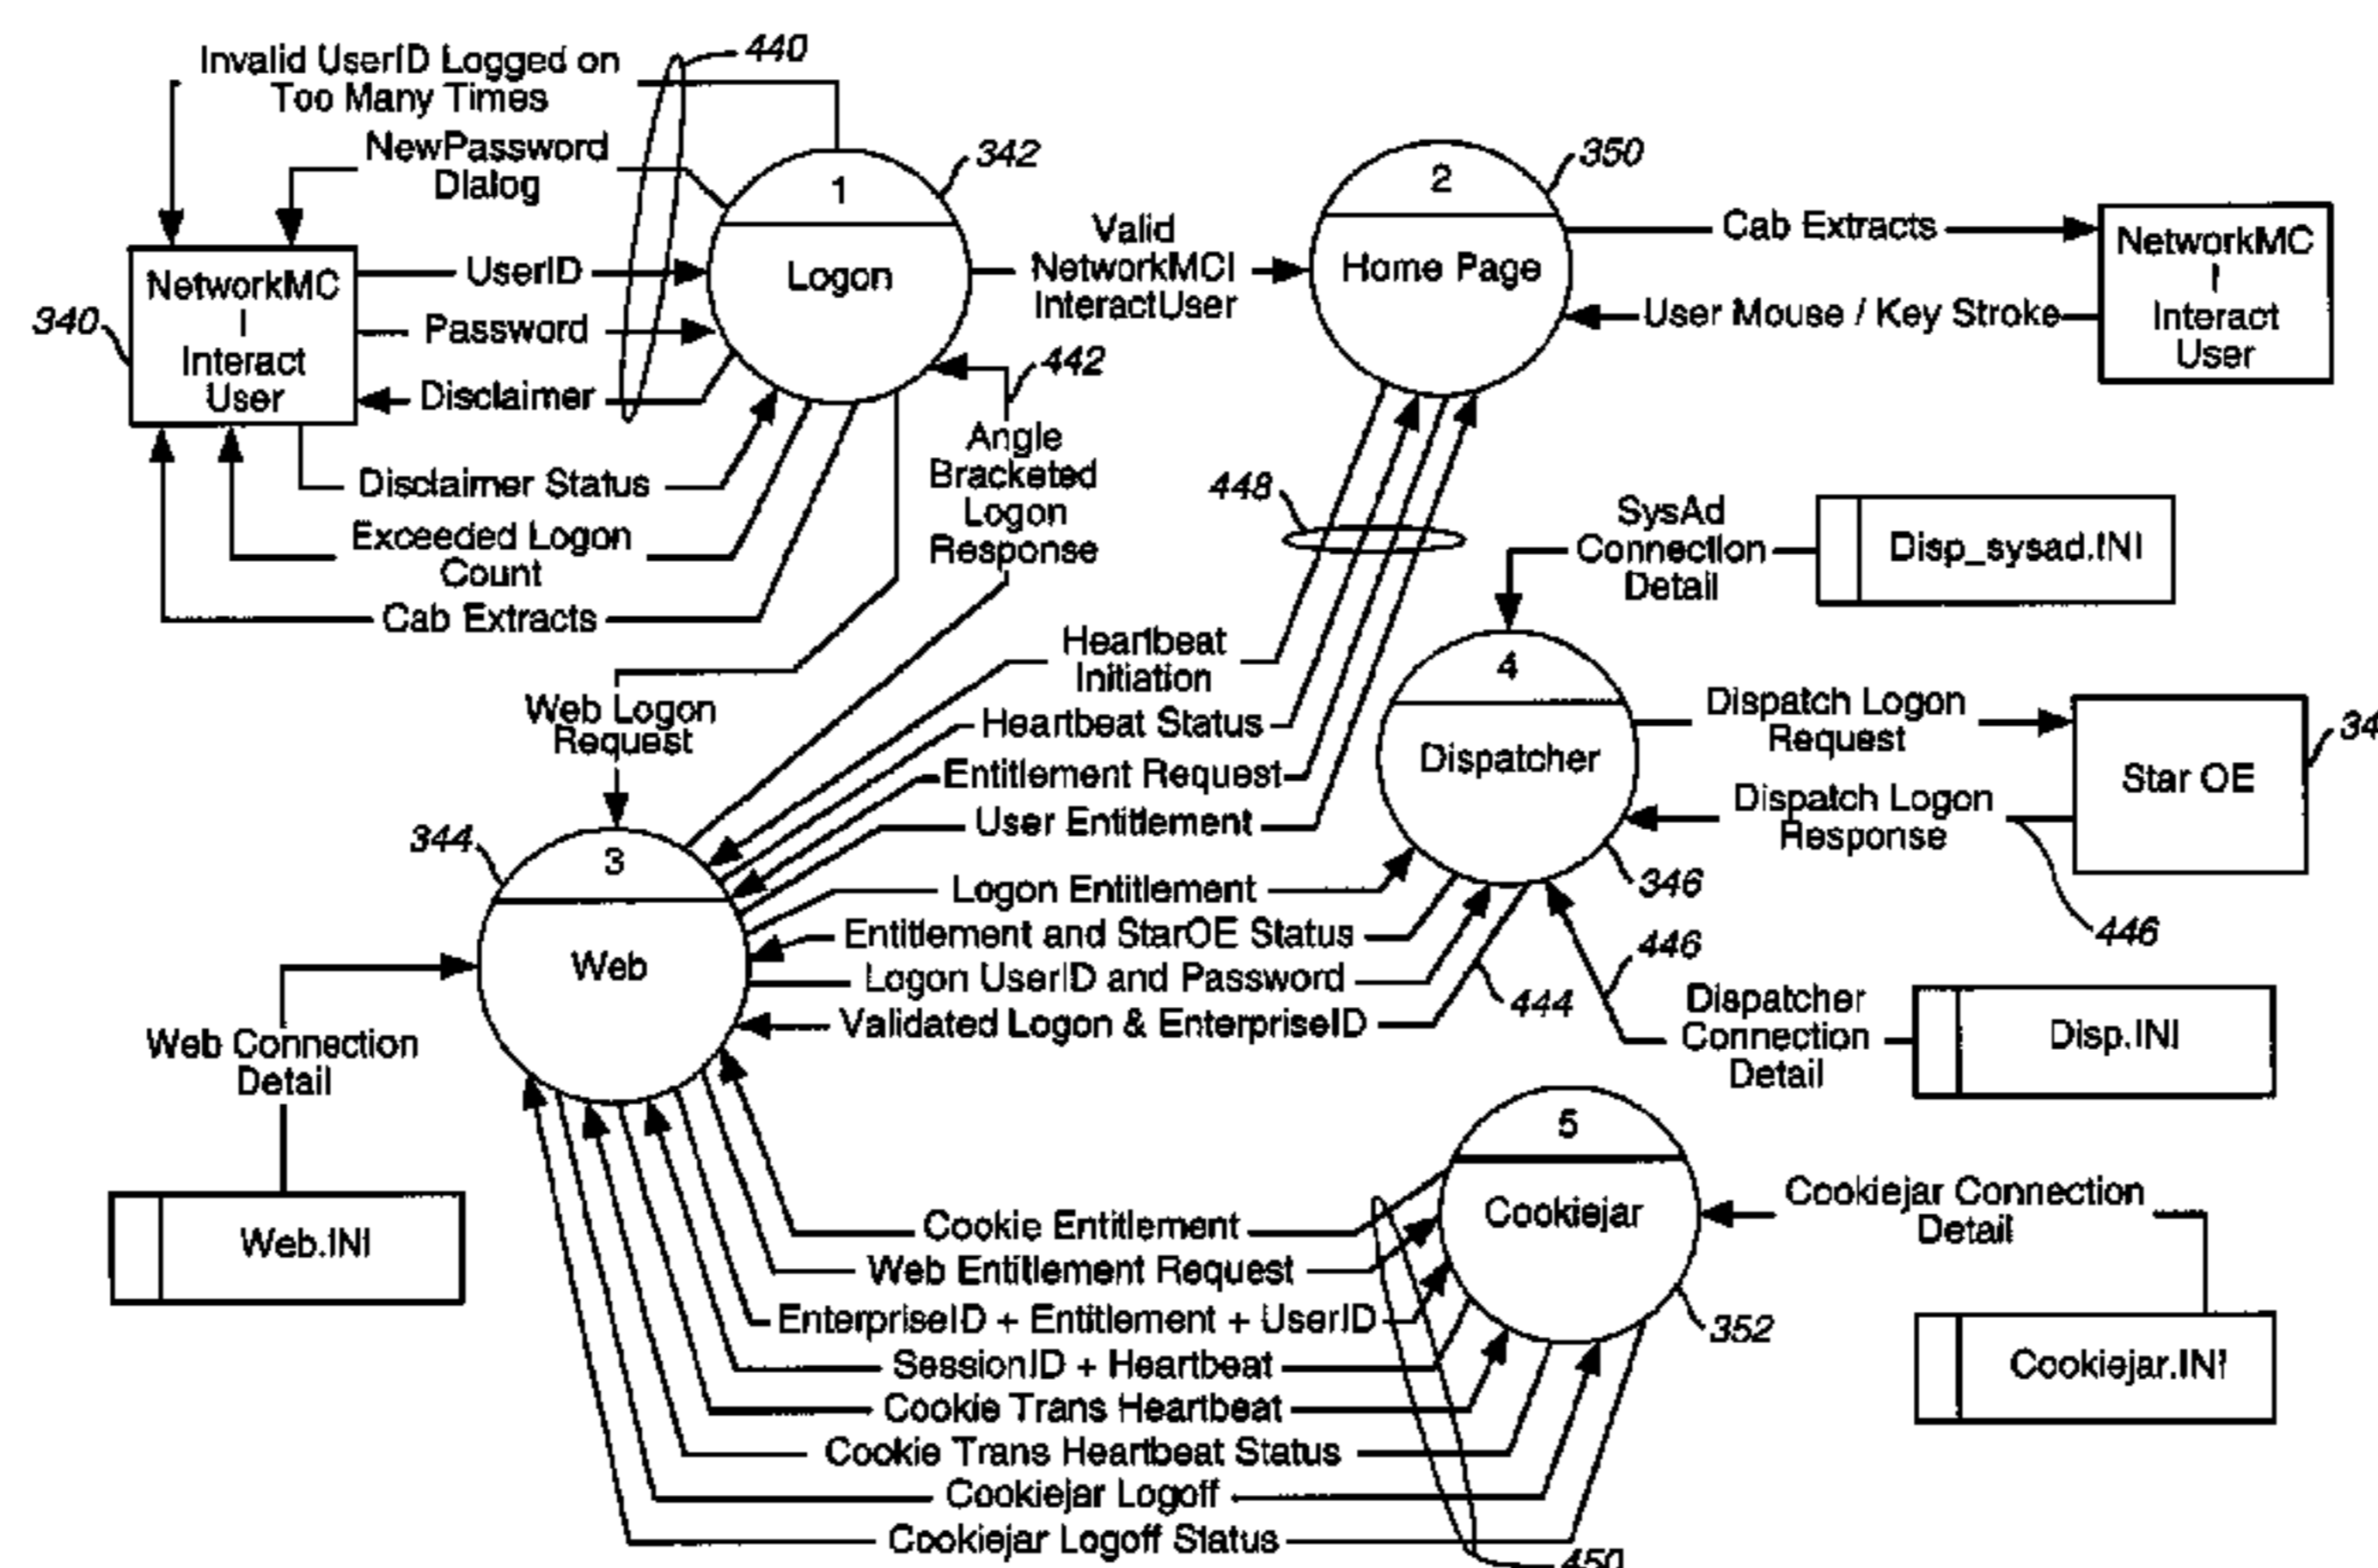 Invalid UserID Logged on
Too Many Times
440
NewPassword
Dialog
342
1
Logon
NetworkMC
I
Interact
User
340
UserID
Password
Disclaimer
Disclaimer Status
Exceeded Logon
Count
Cab Extracts
Valid
NetworkMCI
InteractUser
442
Angle
Bracketed
Logon
Response
350
2
Home Page
Cab Extracts
User Mouse / Key Stroke
NetworkMC
I
Interact
User
448
SysAd
Connection
Detail
Disp_sysad.INI
Heartbeat
Initiation
Heartbeat Status
Entitlement Request
User Entitlement
4
Dispatcher
Dispatch Logon
Request
Dispatch Logon
Response
Star OE
34
346
446
Web Logon
Request
344
3
Web
Logon Entitlement
Entitlement and StarOE Status
Logon UserID and Password
Validated Logon & EnterpriseID
444
446
Dispatcher
Connection
Detail
Disp.INI
Web Connection
Detail
Web.INI
5
Cookiejar
Cookiejar Connection
Detail
352
Cookiejar.INI
Cookie Entitlement
Web Entitlement Request
EnterpriseID + Entitlement + UserID
SessionID + Heartbeat
Cookie Trans Heartbeat
Cookie Trans Heartbeat Status
Cookiejar Logoff
Cookiejar Logoff Status
450